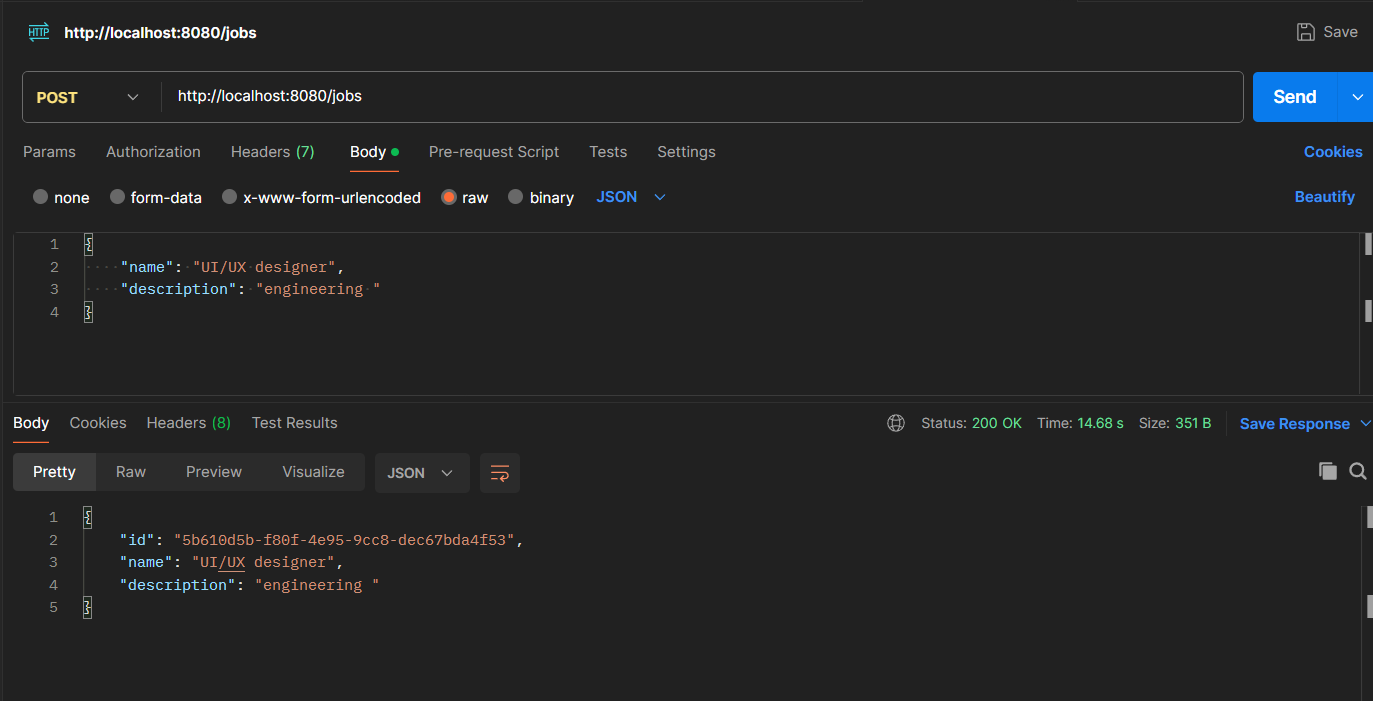 HTTP http://localhost:8080/jobs Save
POST http://localhost:8080/jobs Send
Params Authorization Headers (7) Body Pre-request Script Tests Settings Cookies
none form-data x-www-form-urlencoded raw binary JSON Beautify
1 {
2 "name": "UI/UX designer",
3 "description": "engineering "
4 }
Body Cookies Headers (8) Test Results Status: 200 OK Time: 14.68 s Size: 351 B Save Response
Pretty Raw Preview Visualize JSON
1 {
2 "id": "5b610d5b-f80f-4e95-9cc8-dec67bda4f53",
3 "name": "UI/UX designer",
4 "description": "engineering "
5 }